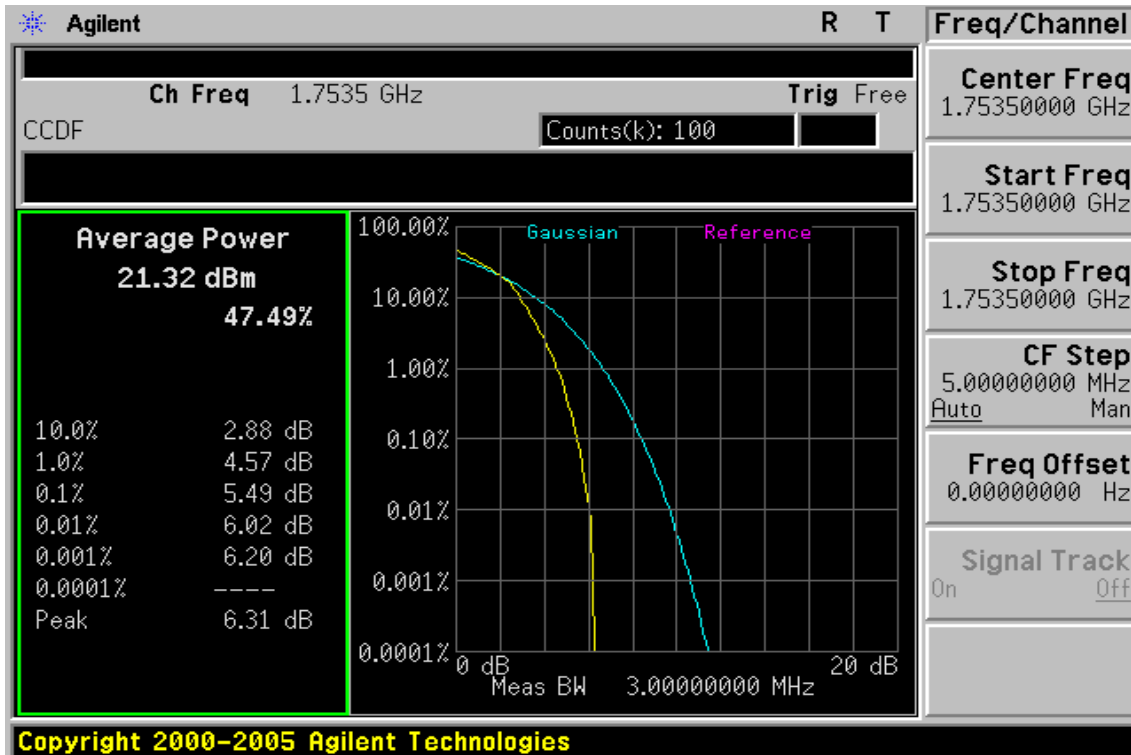 Agilent R T
Ch Freq 1.7535 GHz Trig Free
CCDF
Counts(k): 100
Average Power
21.32 dBm
47.49%
10.0% 2.88 dB
1.0% 4.57 dB
0.1% 5.49 dB
0.01% 6.02 dB
0.001% 6.20 dB
0.0001% ----
Peak 6.31 dB
Gaussian Reference
100.00%
10.00%
1.00%
0.10%
0.01%
0.001%
0.0001%
0 dB 20 dB
Meas BW 3.000000000 MHz
Freq/Channel
Center Freq
1.75350000 GHz
Start Freq
1.75350000 GHz
Stop Freq
1.75350000 GHz
CF Step
5.00000000 MHz
Auto Man
Freq Offset
0.00000000 Hz
Signal Track
On Off
Copyright 2000-2005 Agilent Technologies